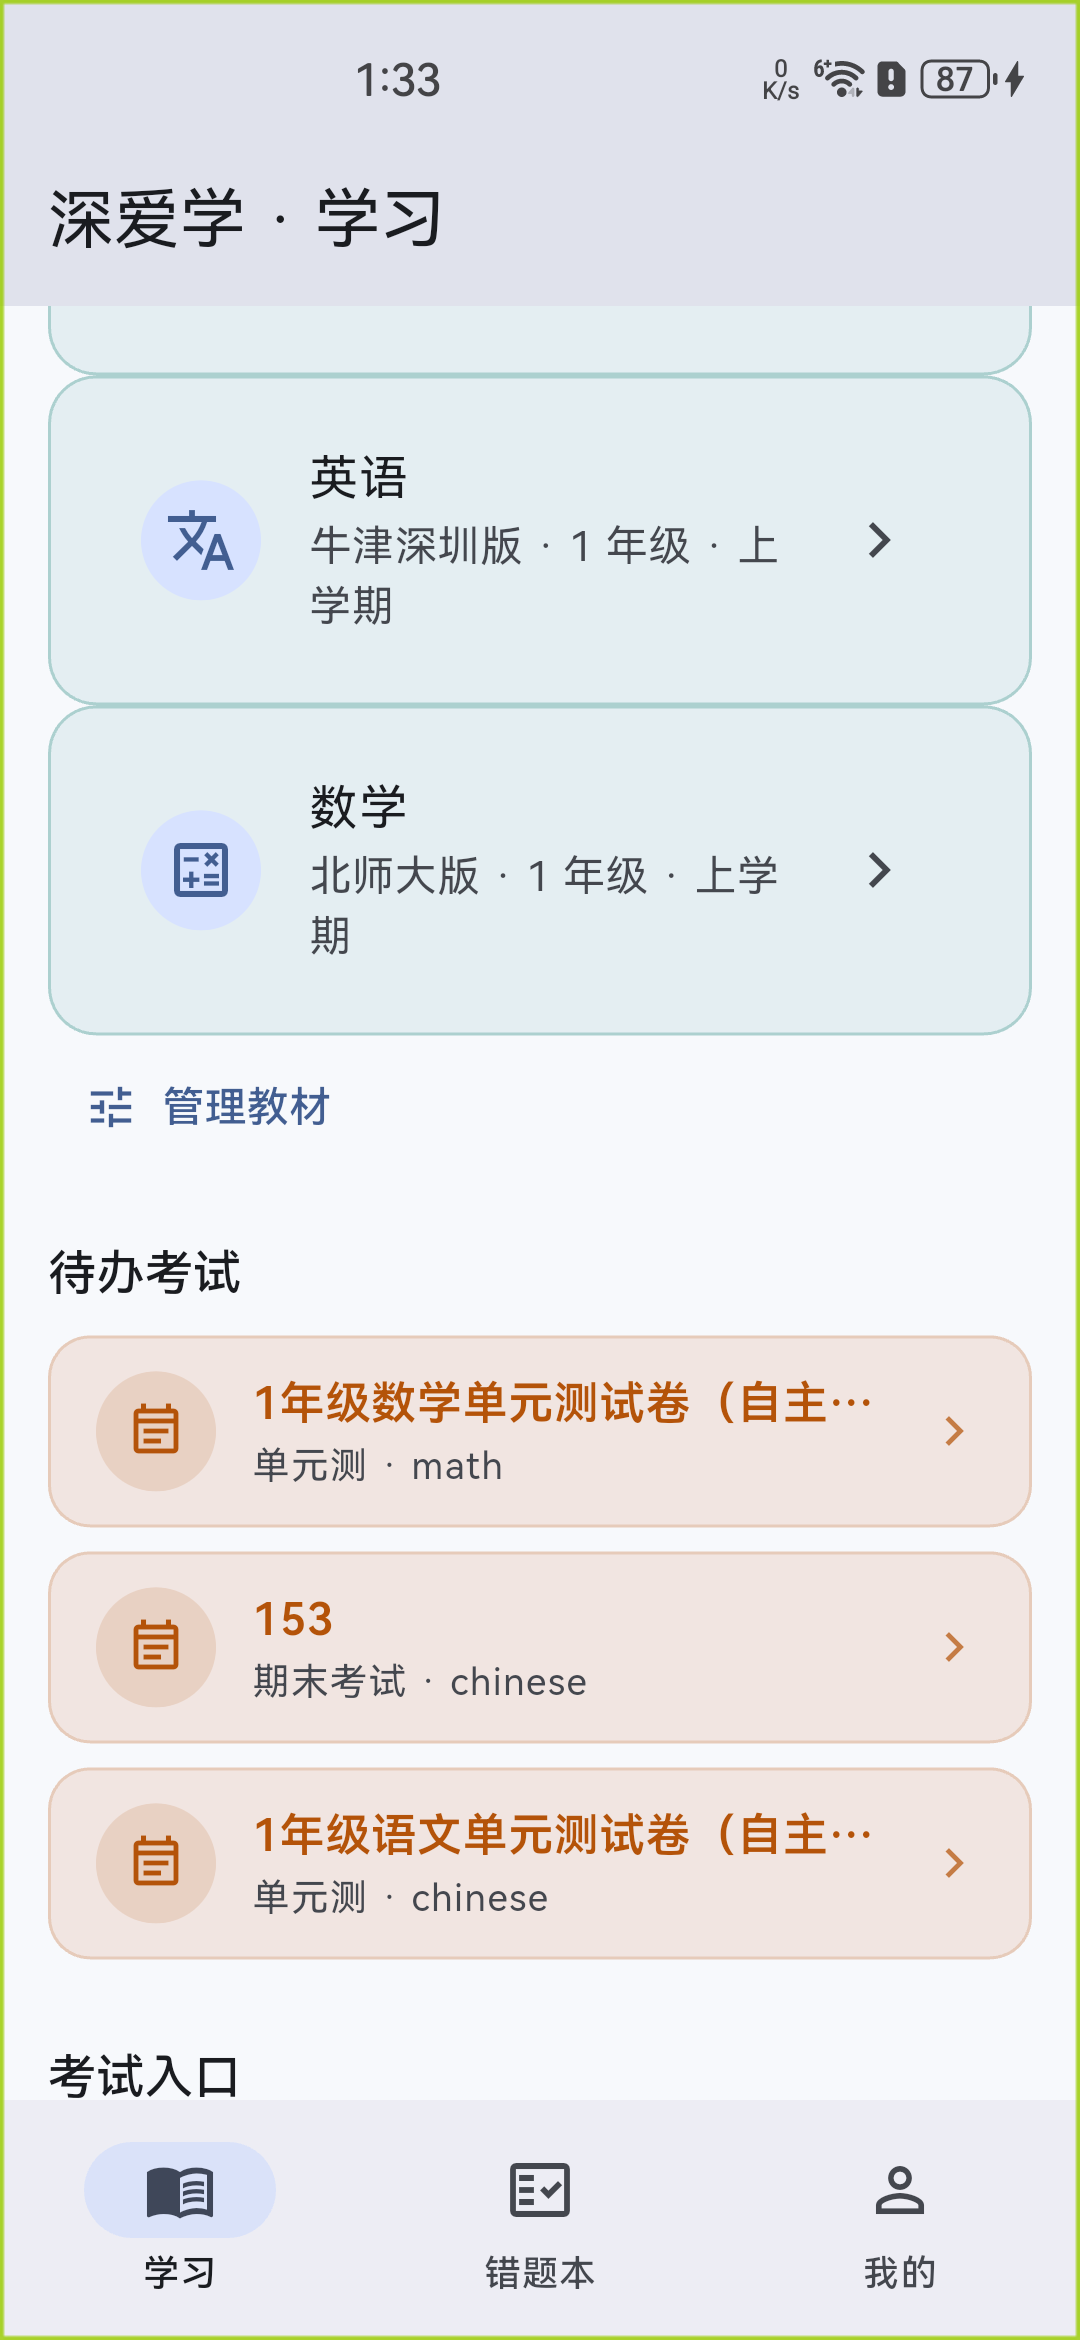 1:33
0
K/s
6+
87
深爱学 · 学习
英语
牛津深圳版 · 1 年级 · 上
学期
数学
北师大版 · 1 年级 · 上学
期
管理教材
待办考试
1年级数学单元测试卷（自主…
单元测 · math
153
期末考试 · chinese
1年级语文单元测试卷（自主…
单元测 · chinese
考试入口
学习
错题本
我的